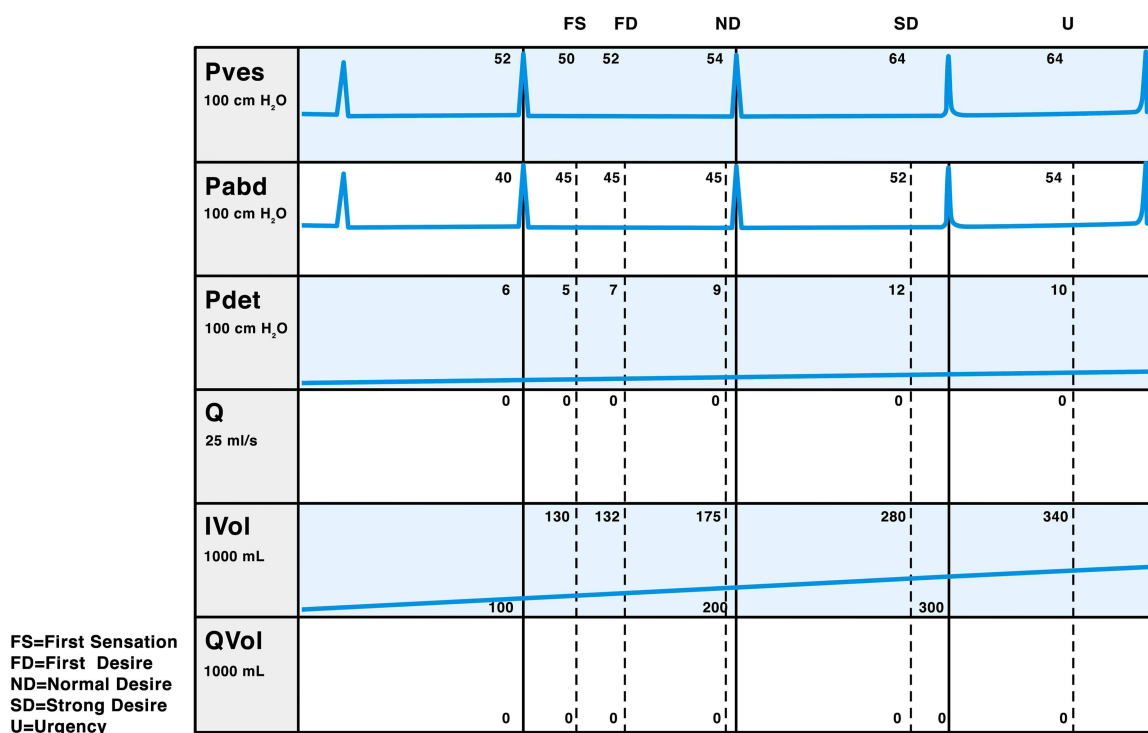 FS FD ND SD U
Pves 52 50 52 54 64 64
100 cm H₂O
Pabd 40 45 45 45 52 54
100 cm H₂O
Pdet 6 5 7 9 12 10
100 cm H₂O
Q 0 0 0 0 0 0
25 ml/s
IVol 130 132 175 280 340
1000 mL
100 200 300
QVol
1000 mL
0 0 0 0 0 0 0
FS=First Sensation
FD=First Desire
ND=Normal Desire
SD=Strong Desire
U=Urgency